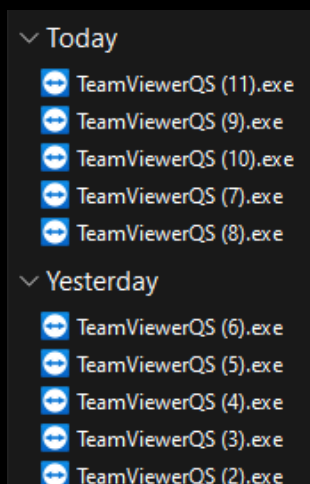 Today
TeamViewerQS (11).exe
TeamViewerQS (9).exe
TeamViewerQS (10).exe
TeamViewerQS (7).exe
TeamViewerQS (8).exe
Yesterday
TeamViewerQS (6).exe
TeamViewerQS (5).exe
TeamViewerQS (4).exe
TeamViewerQS (3).exe
TeamViewerQS (2).exe